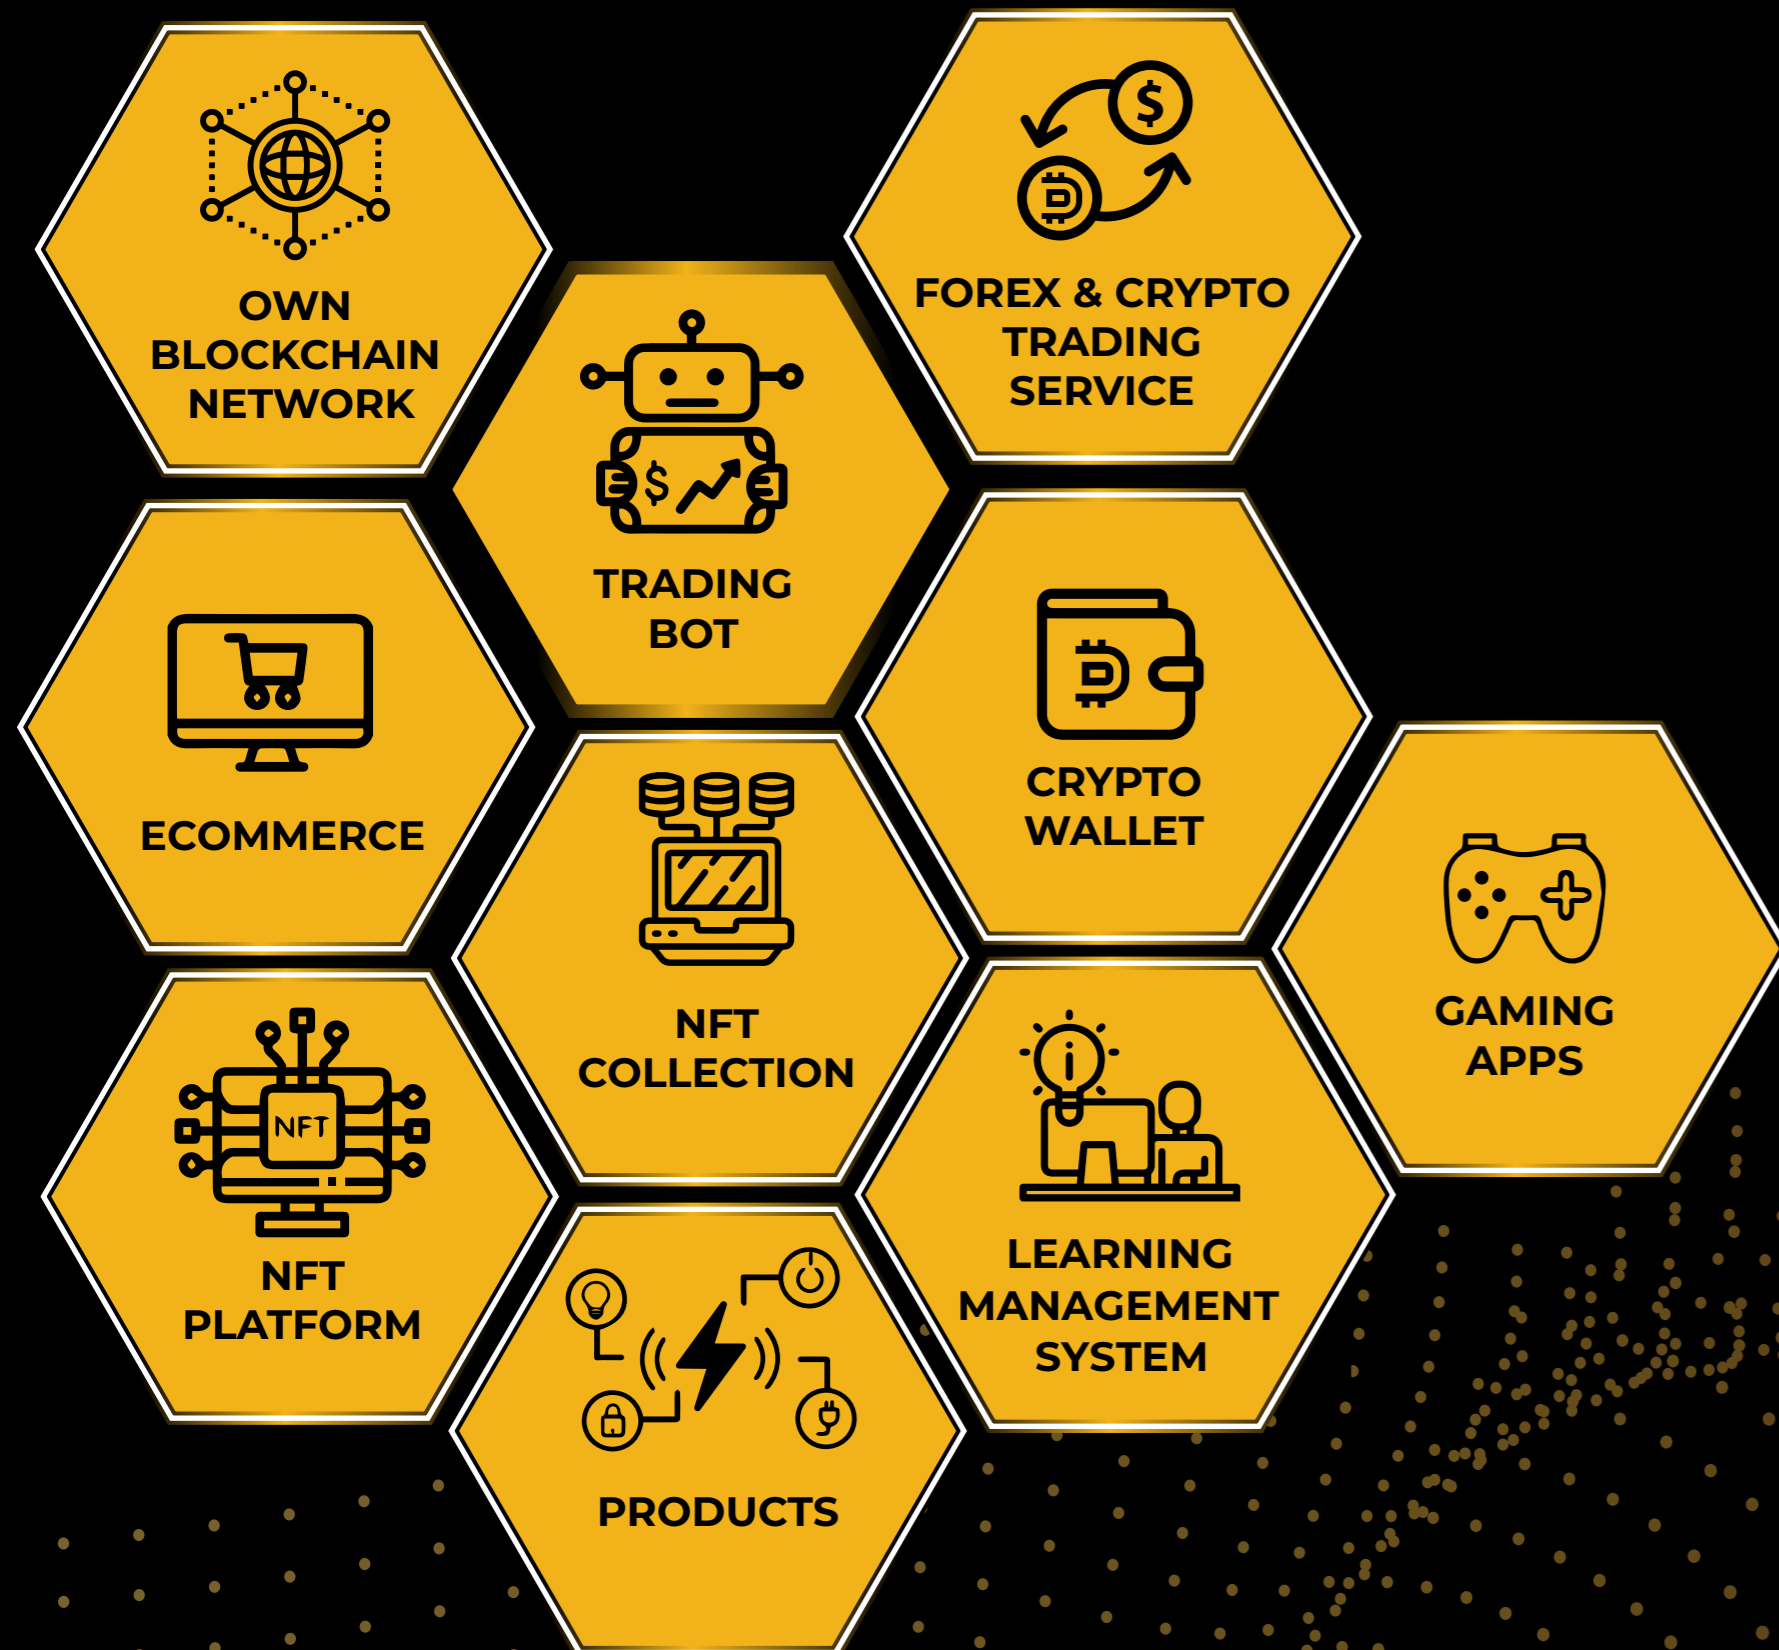 OWN
BLOCKCHAIN
NETWORK
FOREX & CRYPTO
TRADING
SERVICE
$
$
TRADING
BOT
ECOMMERCE
CRYPTO
WALLET
NFT
COLLECTION
GAMING
APPS
NFT
NFT
PLATFORM
i
LEARNING
MANAGEMENT
SYSTEM
PRODUCTS